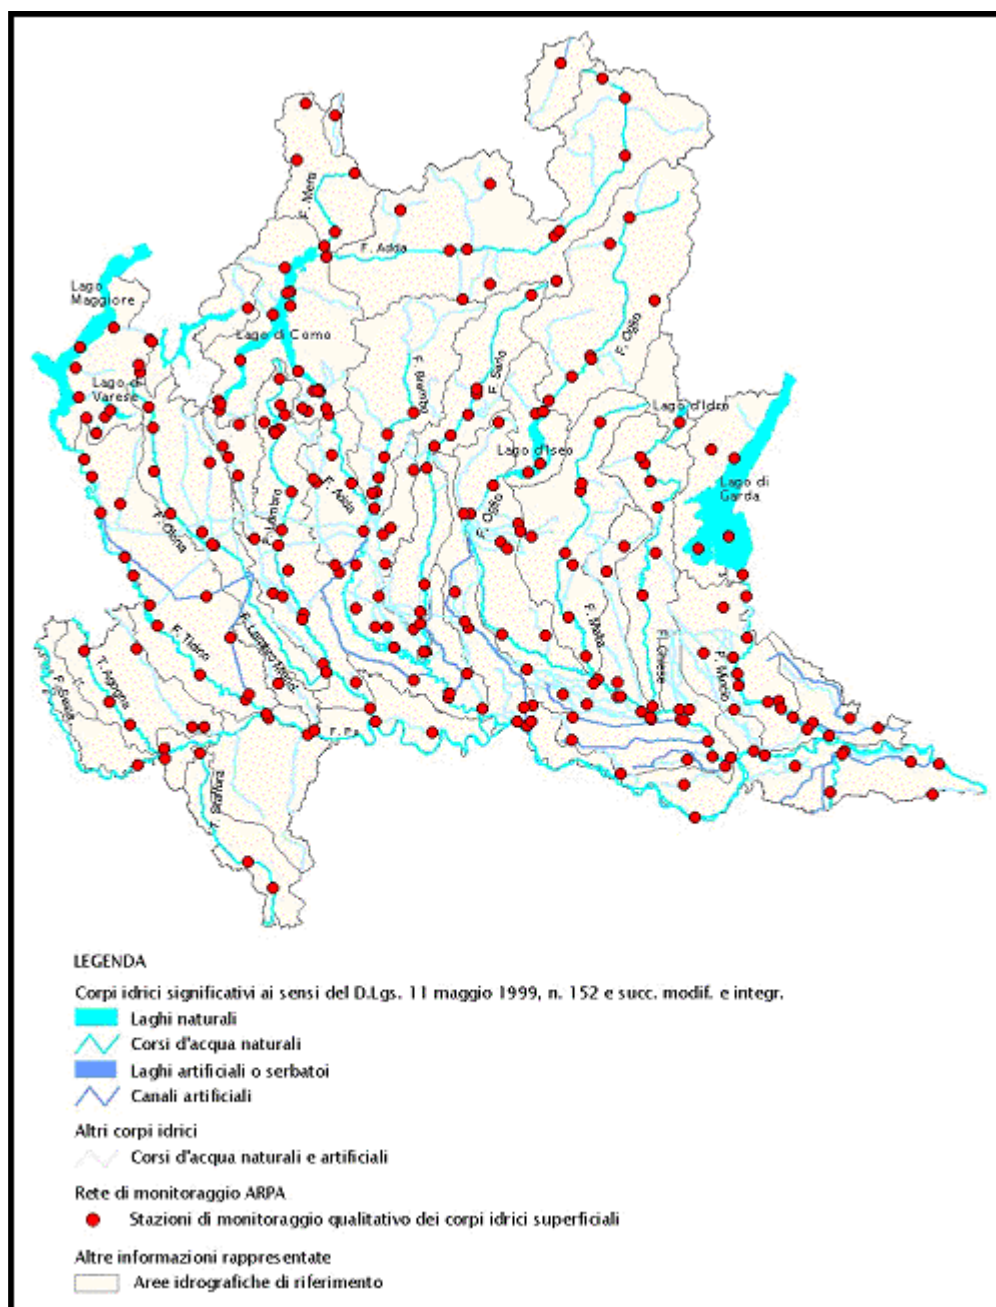 F. Mera
F. Adda
Lago
Maggiore
Lago di Como
Lago di
Varese
F. Brembo
F. Serio
F. Oglio
Lago d'Idro
Lago d'Iseo
Lago di
Garda
F. Olona
F. Lambro
F. Adda
F. Oglio
F. Ticino
F. Lambro Merid.
F. Mella
F. Chiese
F. Mincio
T. Agogna
F. Sesia
F. Po
T. Staffora
LEGENDA
Corpi idrici significativi ai sensi del D.Lgs. 11 maggio 1999, n. 152 e succ. modif. e integr.
Laghi naturali
Corsi d'acqua naturali
Laghi artificiali o serbatoi
Canali artificiali
Altri corpi idrici
Corsi d'acqua naturali e artificiali
Rete di monitoraggio ARPA
Stazioni di monitoraggio qualitativo dei corpi idrici superficiali
Altre informazioni rappresentate
Aree idrografiche di riferimento